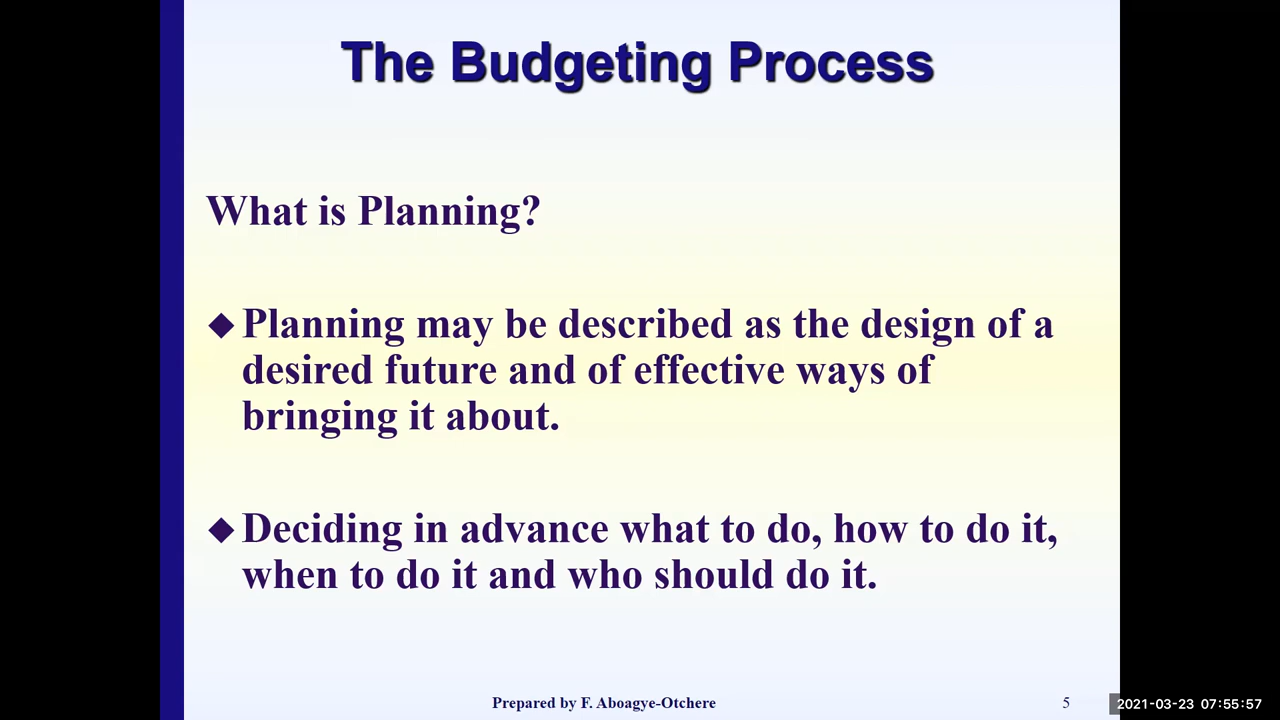 The Budgeting Process
What is Planning?
◆ Planning may be described as the design of a
desired future and of effective ways of
bringing it about.
◆ Deciding in advance what to do, how to do it,
when to do it and who should do it.
Prepared by F. Aboagye-Otchere
5
2021-03-23 07:55:57